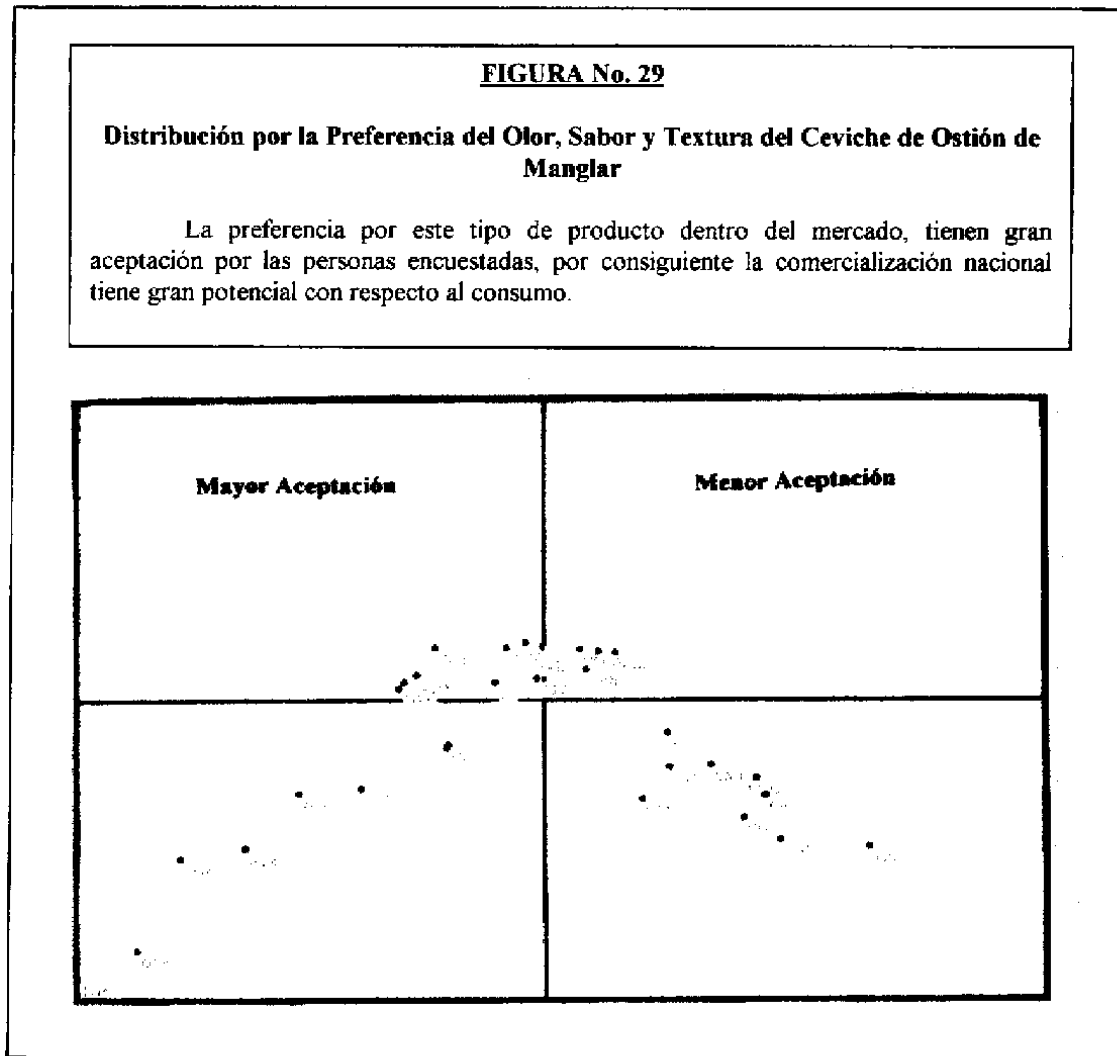 FIGURA No. 29
Distribución por la Preferencia del Olor, Sabor y Textura del Ceviche de Ostión de
Manglar
La preferencia por este tipo de producto dentro del mercado, tienen gran
aceptación por las personas encuestadas, por consiguiente la comercialización nacional
tiene gran potencial con respecto al consumo.
Mayor Aceptación
Menor Aceptación